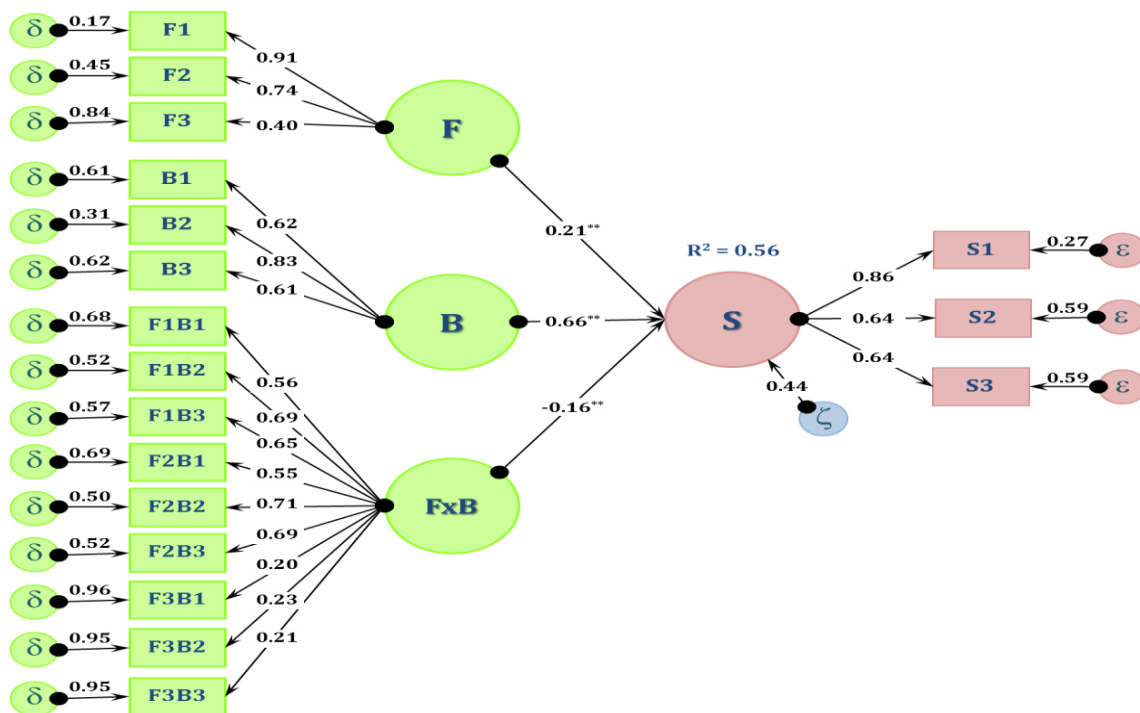 δ 0.17 F1
δ 0.45 F2
δ 0.84 F3
0.91
0.74
0.40
F
δ 0.61 B1
δ 0.31 B2
δ 0.62 B3
0.62
0.83
0.61
B
δ 0.68 F1B1
δ 0.52 F1B2
δ 0.57 F1B3
δ 0.69 F2B1
δ 0.50 F2B2
δ 0.52 F2B3
δ 0.96 F3B1
δ 0.95 F3B2
δ 0.95 F3B3
0.56
0.69
0.65
0.55
0.71
0.69
0.20
0.23
0.21
FxB
0.21**
0.66**
-0.16**
R² = 0.56
S
0.44
ζ
0.86
0.64
0.64
S1 0.27 ε
S2 0.59 ε
S3 0.59 ε